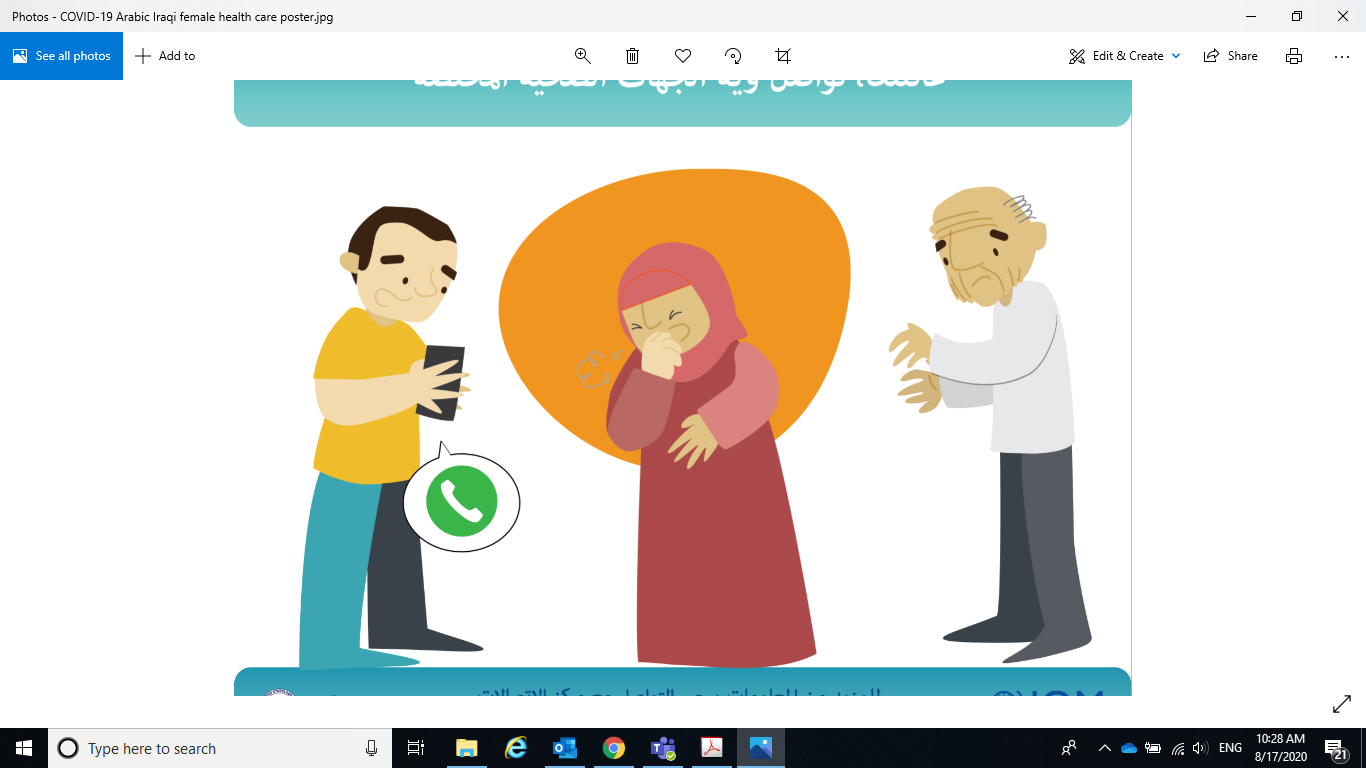 Photos - COVID-19 Arabic Iraqi female health care poster.jpg
See all photos
Add to
Edit & Create
Share
Type here to search
ENG
10:28 AM
8/17/2020
21